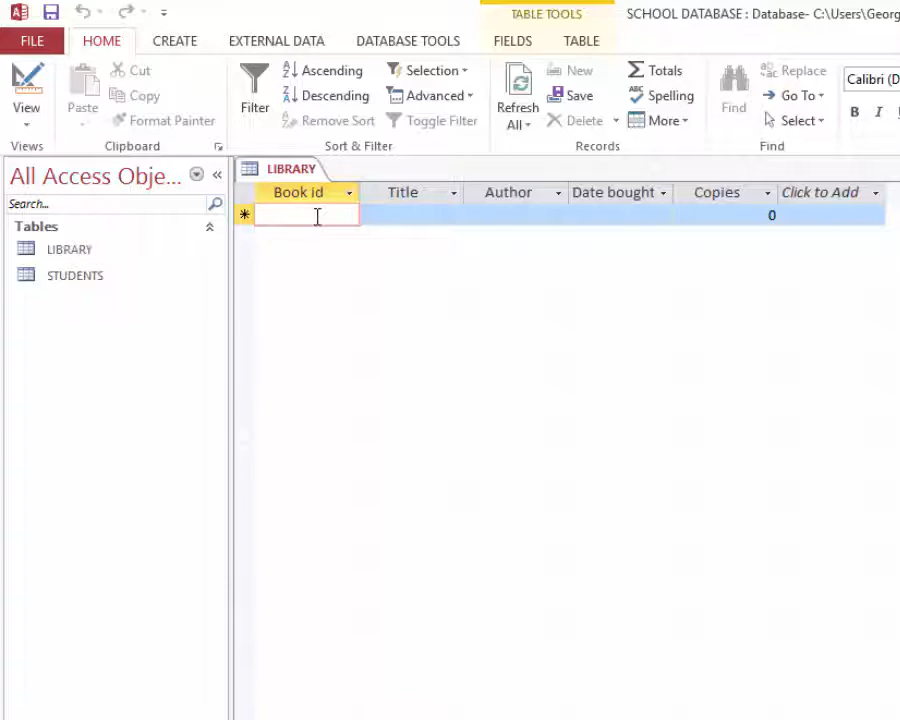 TABLE TOOLS
SCHOOL DATABASE : Database- C:\Users\Georg
FILE HOME CREATE EXTERNAL DATA DATABASE TOOLS FIELDS TABLE
View
Views
Paste
Cut
Copy
Format Painter
Clipboard
Filter
Ascending
Descending
Remove Sort
Selection
Advanced
Toggle Filter
Sort & Filter
Refresh
All
New
Save
Delete
Totals
Spelling
More
Records
Find
Replace
Go To
Select
Find
Calibri (D
B I
All Access Obje... «
Search...
Tables
LIBRARY
STUDENTS
LIBRARY
Book id Title Author Date bought Copies Click to Add
* 0